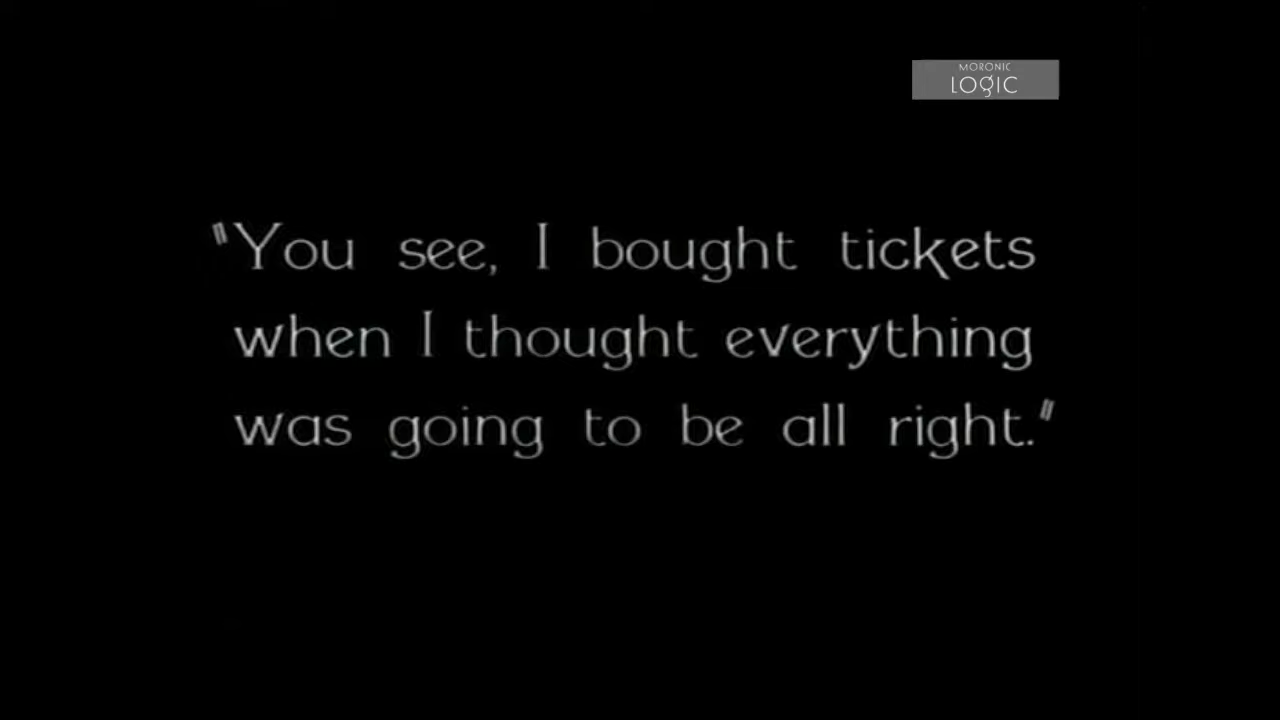 MORONIC
LOGIC
"You see, I bought tickets
when I thought everything
was going to be all right."